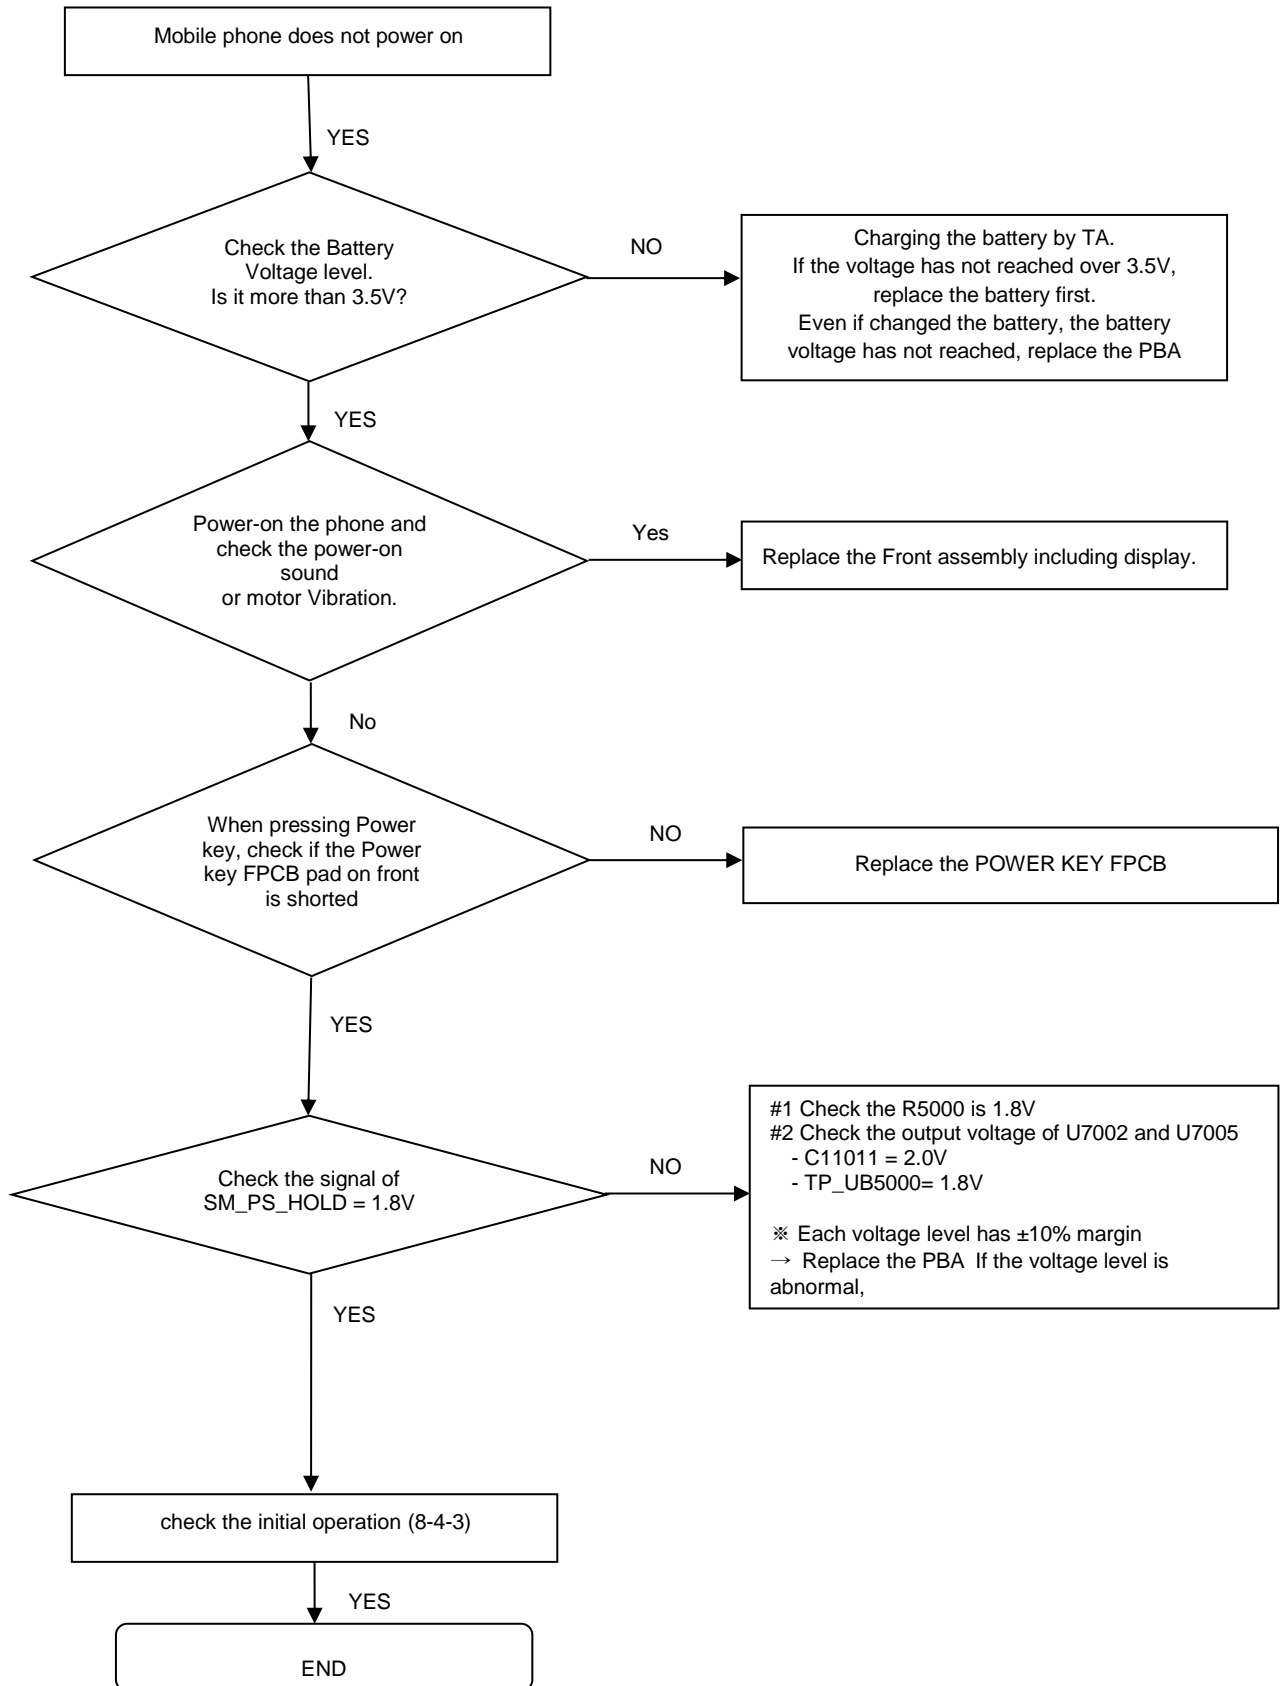 Mobile phone does not power on
YES
Check the Battery
Voltage level.
Is it more than 3.5V?
NO
Charging the battery by TA.
If the voltage has not reached over 3.5V,
replace the battery first.
Even if changed the battery, the battery
voltage has not reached, replace the PBA
YES
Power-on the phone and
check the power-on
sound
or motor Vibration.
Yes
Replace the Front assembly including display.
No
When pressing Power
key, check if the Power
key FPCB pad on front
is shorted
NO
Replace the POWER KEY FPCB
YES
Check the signal of
SM_PS_HOLD = 1.8V
NO
#1 Check the R5000 is 1.8V
#2 Check the output voltage of U7002 and U7005
- C11011 = 2.0V
- TP_UB5000= 1.8V
※ Each voltage level has ±10% margin
→ Replace the PBA  If the voltage level is
abnormal,
YES
check the initial operation (8-4-3)
YES
END